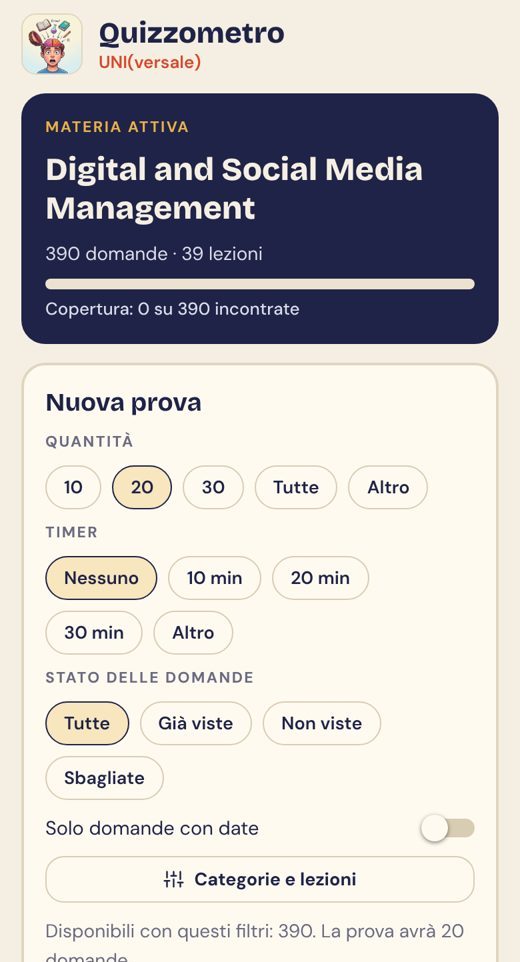 Quizzometro
UNI(versale)
MATERIA ATTIVA
Digital and Social Media
Management
390 domande · 39 lezioni
Copertura: 0 su 390 incontrate
Nuova prova
QUANTITÀ
10 20 30 Tutte Altro
TIMER
Nessuno 10 min 20 min
30 min Altro
STATO DELLE DOMANDE
Tutte Già viste Non viste
Sbagliate
Solo domande con date
Categorie e lezioni
Disponibili con questi filtri: 390. La prova avrà 20
domande.